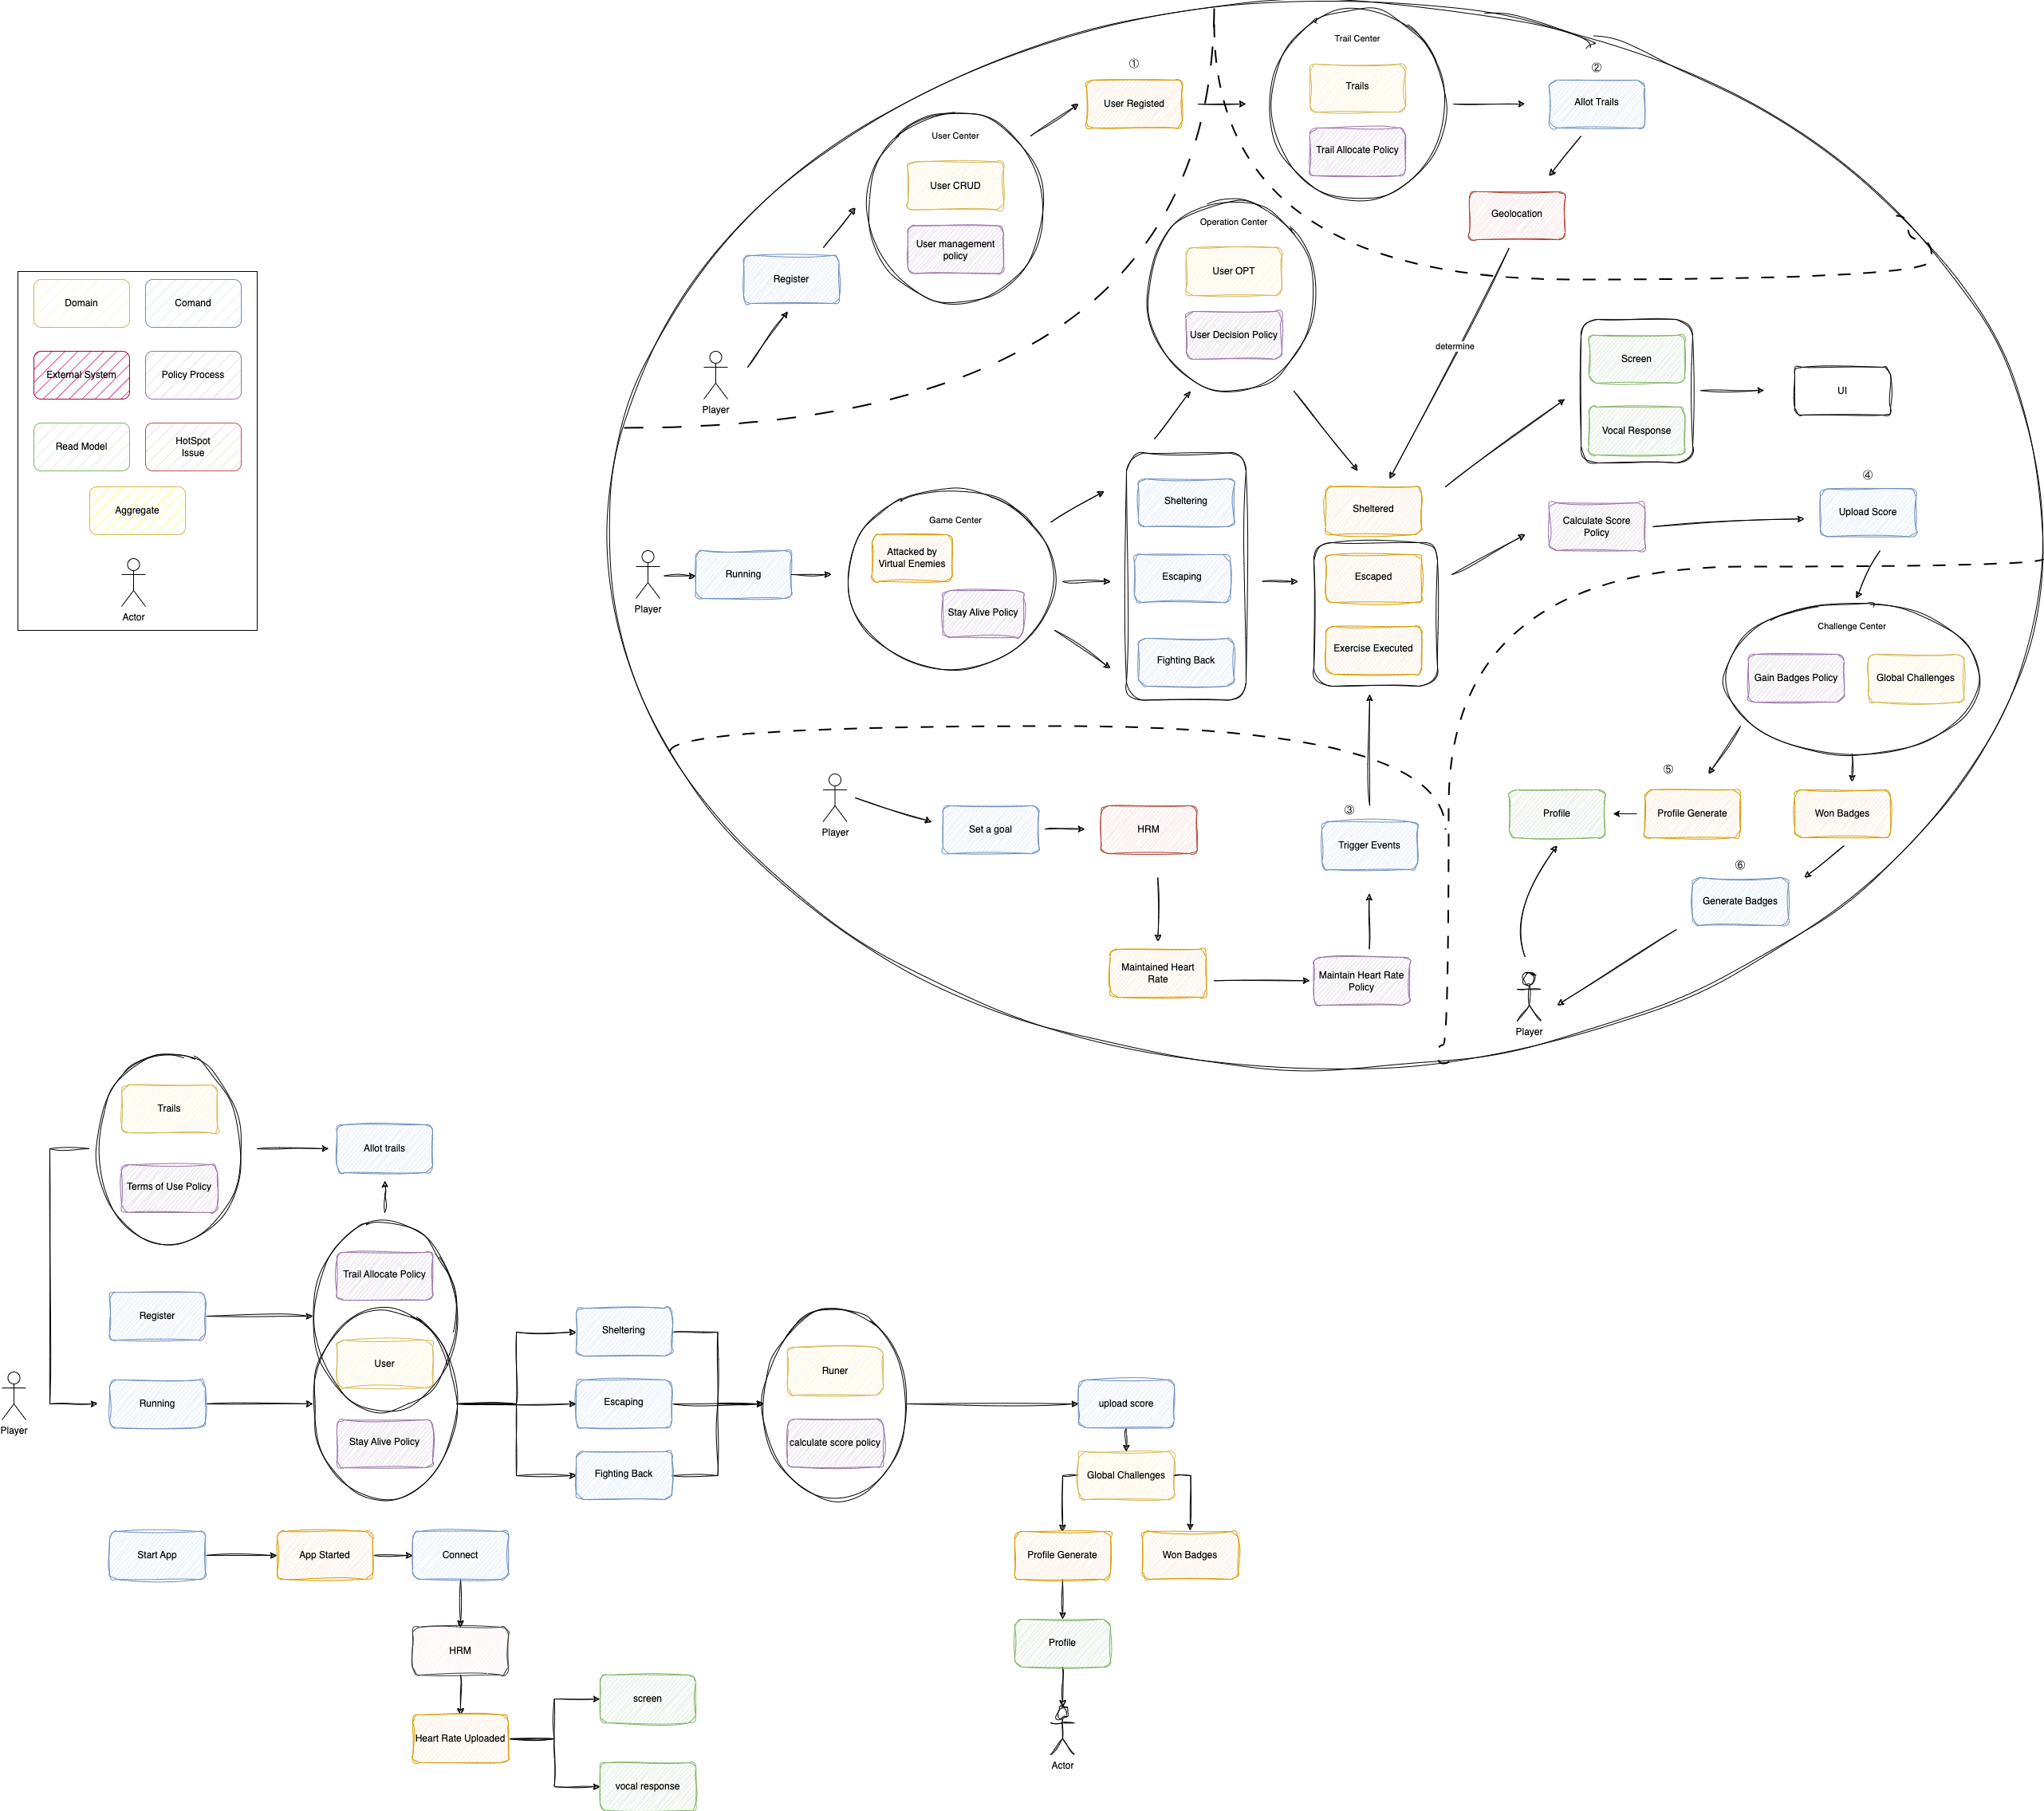 Domain
Comand
External System
Policy Process
Read Model
HotSpot
Issue
Aggregate
Actor
①
User Registed
Trail Center
Trails
Trail Allocate Policy
②
Allot Trails
User Center
User CRUD
User management
policy
Register
Player
Operation Center
User OPT
User Decision Policy
Geolocation
determine
Screen
Vocal Response
UI
Player
Running
Game Center
Attacked by
Virtual Enemies
Stay Alive Policy
Sheltering
Escaping
Fighting Back
Sheltered
Escaped
Exercise Executed
Calculate Score
Policy
④
Upload Score
Challenge Center
Gain Badges Policy
Global Challenges
Player
Set a goal
HRM
③
Trigger Events
Maintained Heart
Rate
Maintain Heart Rate
Policy
⑤
Profile
Profile Generate
Won Badges
⑥
Generate Badges
Player
Trails
Terms of Use Policy
Allot trails
Trail Allocate Policy
Register
User
Running
Stay Alive Policy
Player
Sheltering
Escaping
Fighting Back
Runer
calculate score policy
upload score
Global Challenges
Profile Generate
Won Badges
Profile
Actor
Start App
App Started
Connect
HRM
Heart Rate Uploaded
screen
vocal response